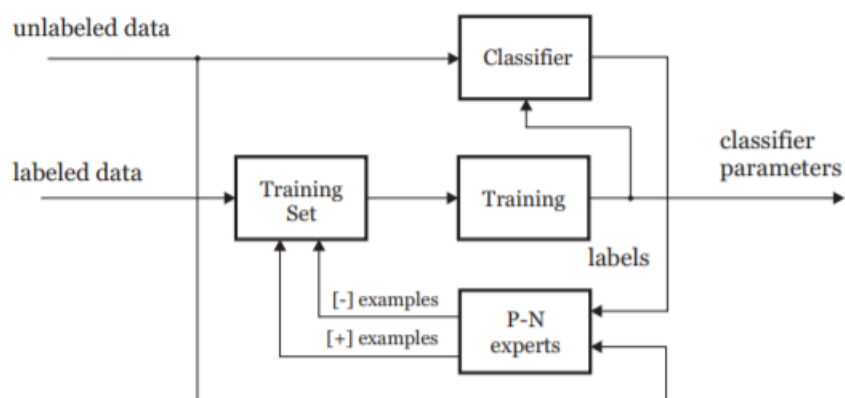 unlabeled data
Classifier
classifier
parameters
labeled data
Training
Set
Training
labels
[-] examples
[+] examples
P-N
experts